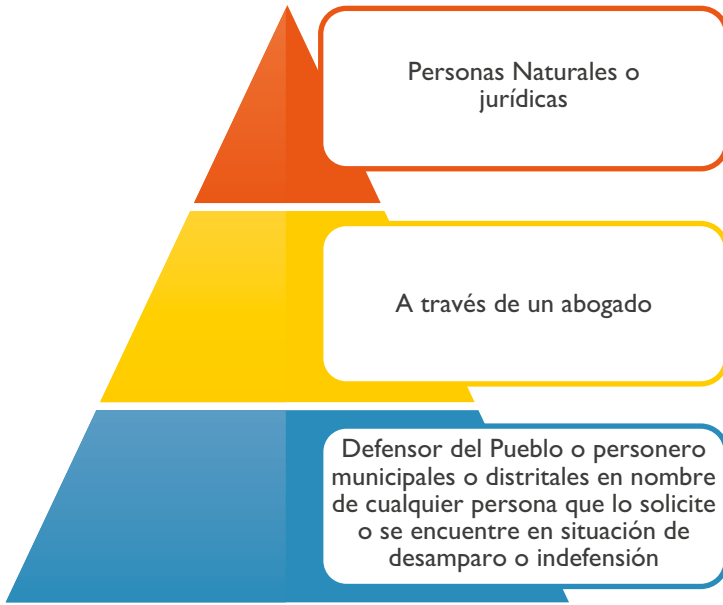 Personas Naturales o
jurídicas
A través de un abogado
Defensor del Pueblo o personero
municipales o distritales en nombre
de cualquier persona que lo solicite
o se encuentre en situación de
desamparo o indefensión